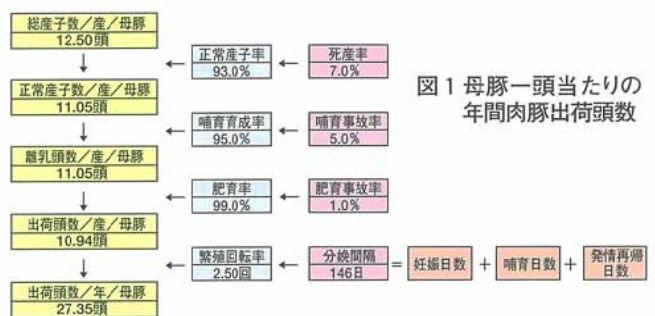 総産子数／産／母豚
12.50頭
正常産子率
93.0%
死産率
7.0%
図1 母豚一頭当たりの
年間肉豚出荷頭数
正常産子数／産／母豚
11.05頭
哺育育成率
95.0%
哺育事故率
5.0%
離乳頭数／産／母豚
11.05頭
肥育率
99.0%
肥育事故率
1.0%
出荷頭数／産／母豚
10.94頭
繁殖回転率
2.50回
分娩間隔
146日
=
妊娠日数
+
哺育日数
+
発情再帰
日数
出荷頭数／年／母豚
27.35頭